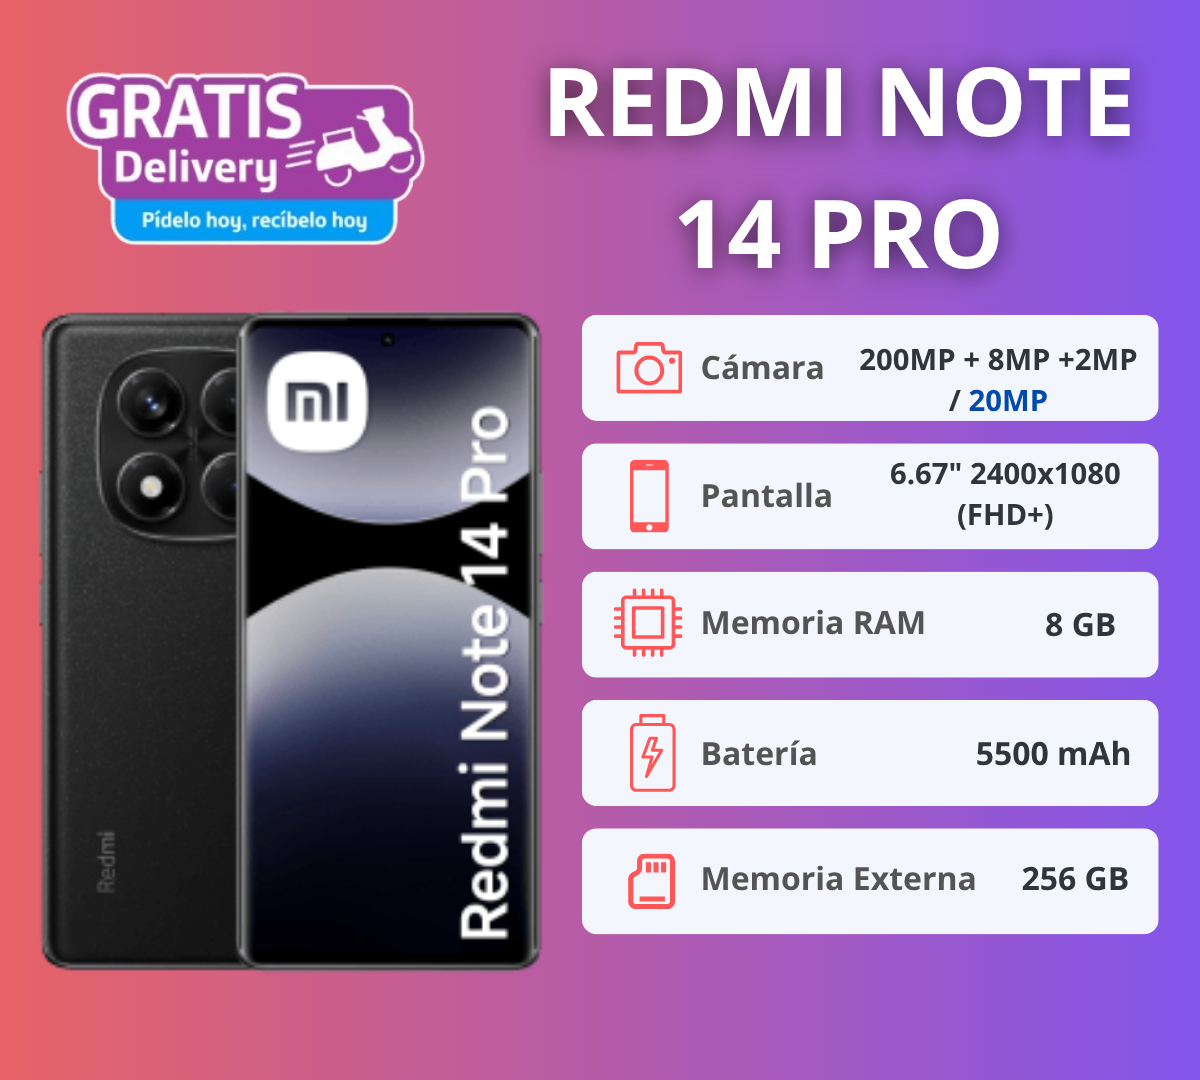 GRATIS
Delivery
Pídelo hoy, recíbelo hoy
REDMI NOTE
14 PRO
Redmi
mi
Redmi Note 14 Pro
Cámara
200MP + 8MP +2MP
/ 20MP
Pantalla
6.67" 2400x1080
(FHD+)
Memoria RAM
8 GB
Batería
5500 mAh
Memoria Externa
256 GB